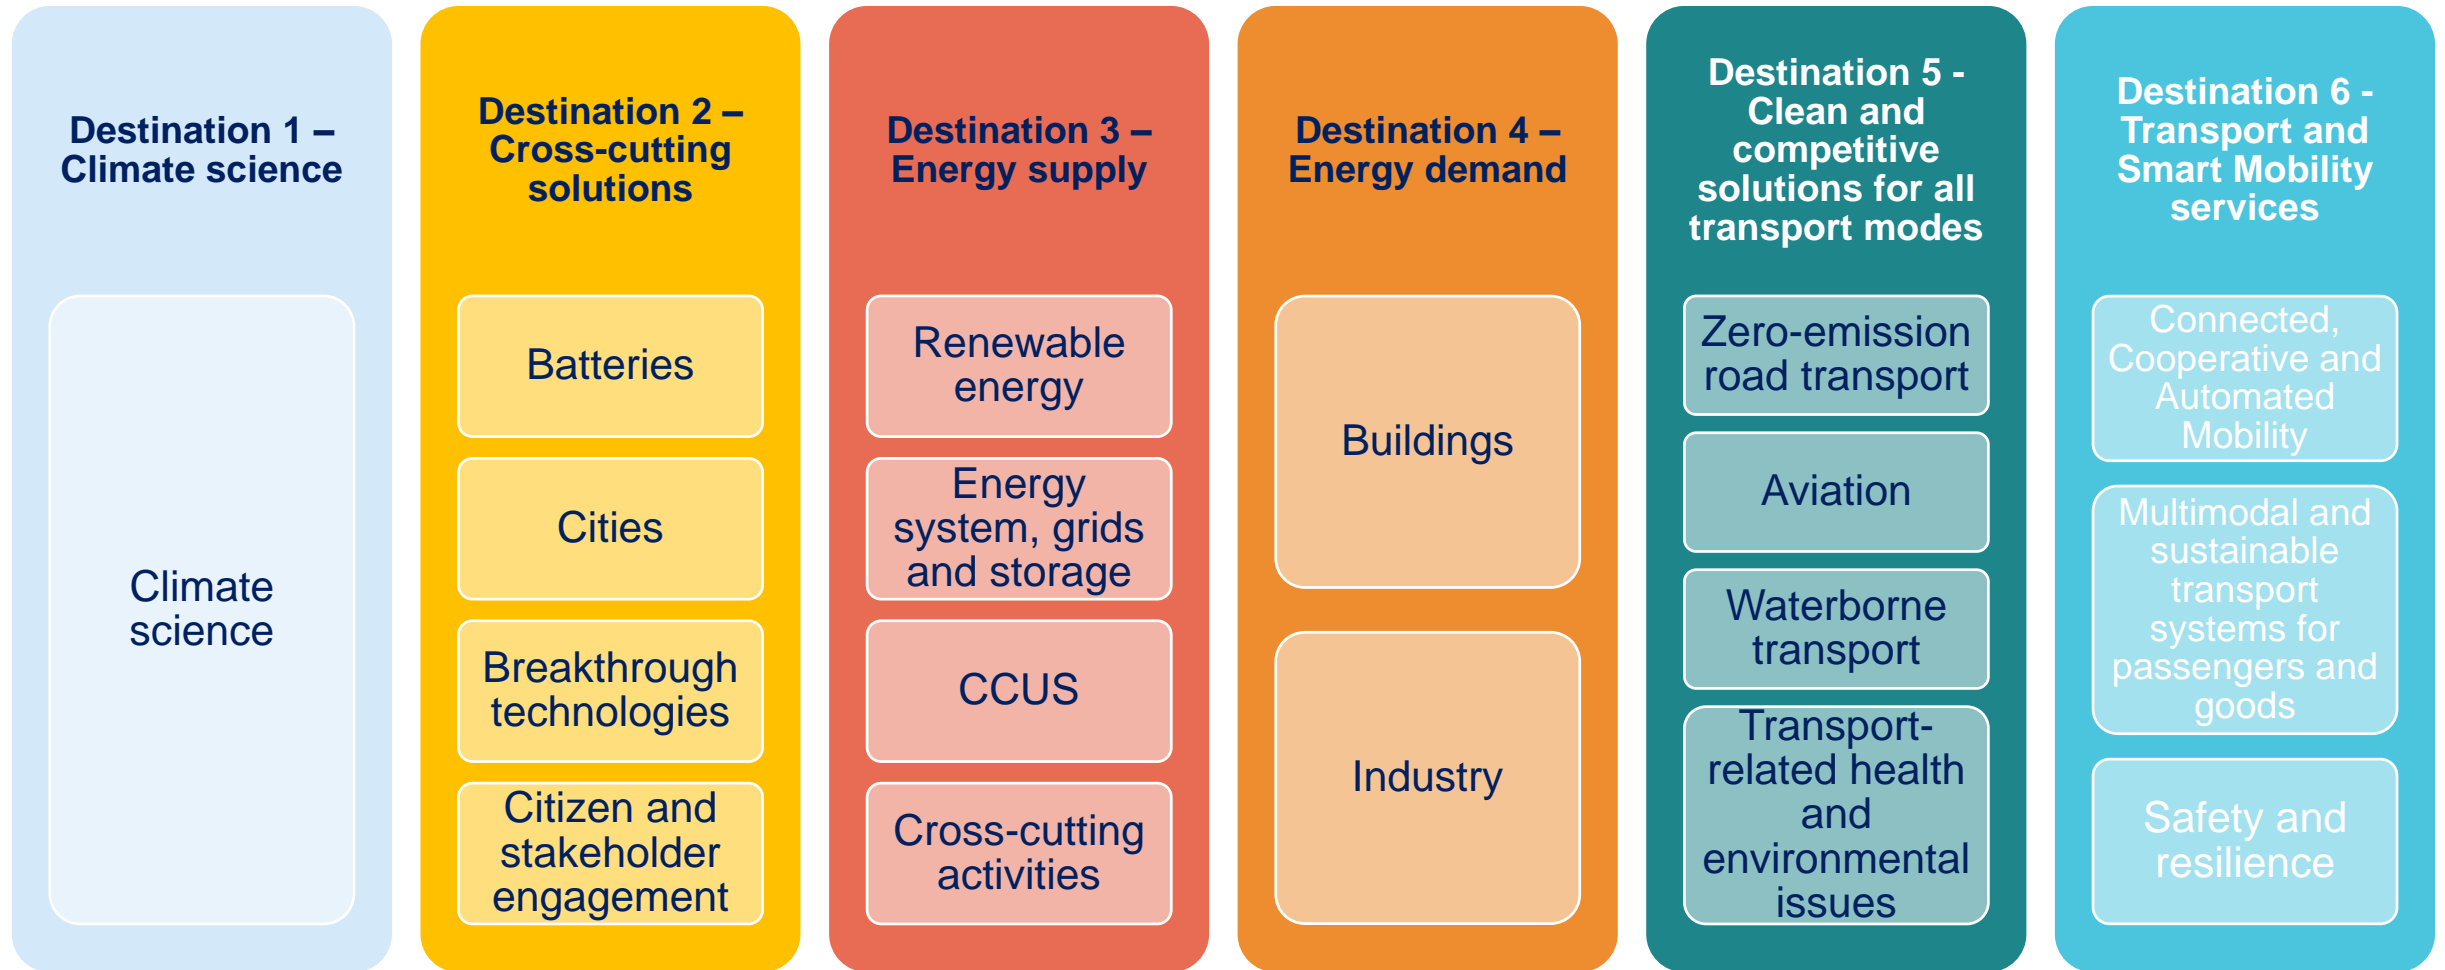 Destination 1 –
Climate science
Climate
science
Destination 2 –
Cross-cutting
solutions
Batteries
Cities
Breakthrough
technologies
Citizen and
stakeholder
engagement
Destination 3 –
Energy supply
Renewable
energy
Energy
system, grids
and storage
CCUS
Cross-cutting
activities
Destination 4 –
Energy demand
Buildings
Industry
Destination 5 -
Clean and
competitive
solutions for all
transport modes
Zero-emission
road transport
Aviation
Waterborne
transport
Transport-
related health
and
environmental
issues
Destination 6 -
Transport and
Smart Mobility
services
Connected,
Cooperative and
Automated
Mobility
Multimodal and
sustainable
transport
systems for
passengers and
goods
Safety and
resilience